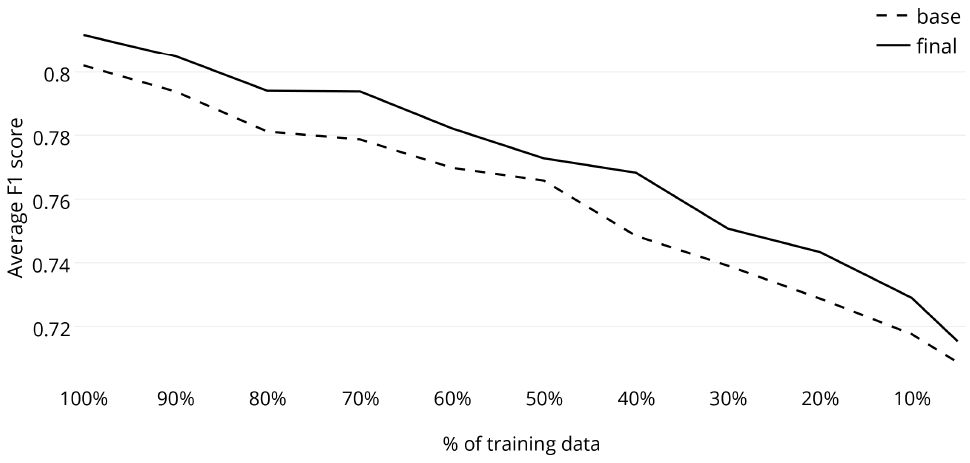 base
final
Average F1 score
0.8
0.78
0.76
0.74
0.72
100% 90% 80% 70% 60% 50% 40% 30% 20% 10%
% of training data